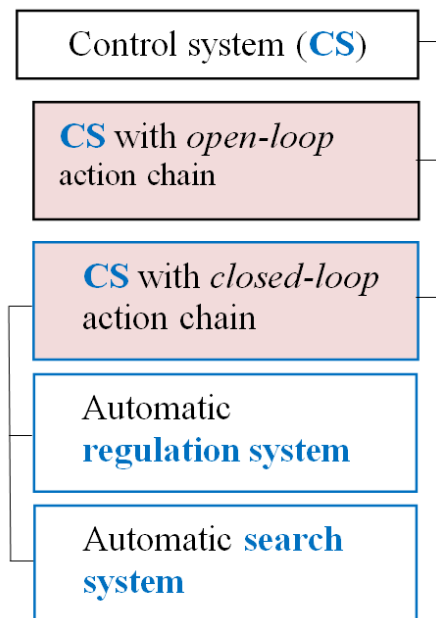 Control system (CS)
CS with open-loop
action chain
CS with closed-loop
action chain
Automatic
regulation system
Automatic search
system